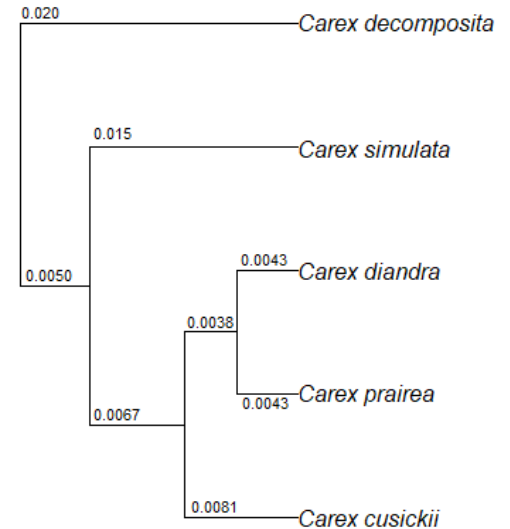 0.020
Carex decomposita
0.015
Carex simulata
0.0043
0.0050
Carex diandra
0.0038
Carex prairea
0.0043
0.0067
0.0081
Carex cusickii